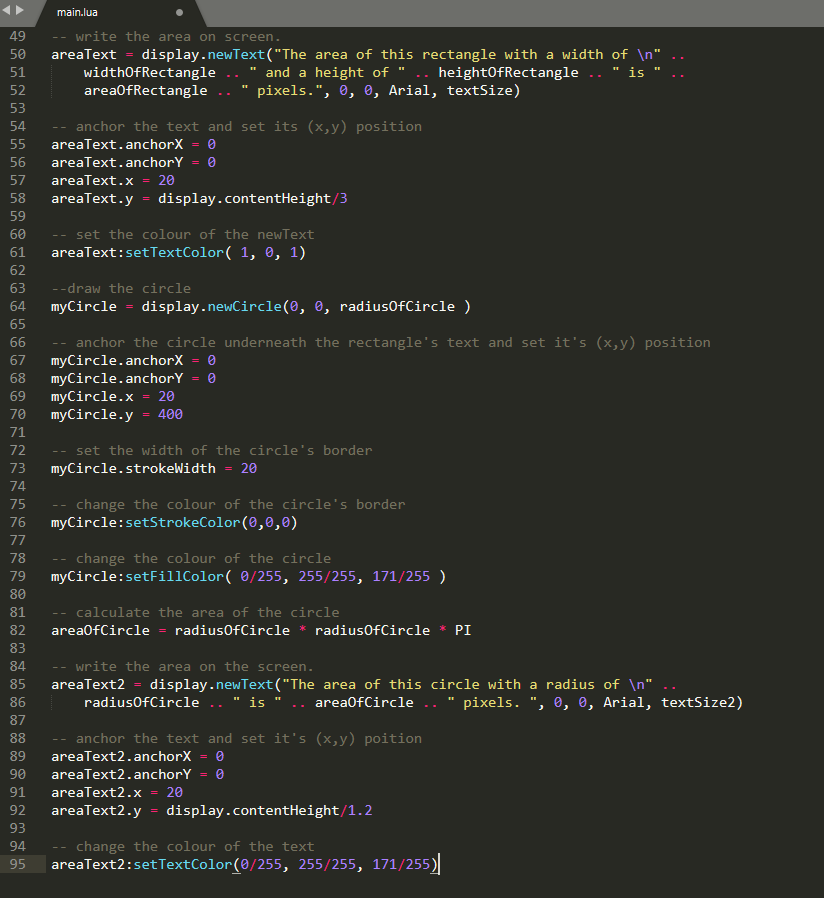 main.lua
49 -- write the area on screen.
50 areaText = display.newText("The area of this rectangle with a width of \n" ..
51     widthOfRectangle .. " and a height of " .. heightOfRectangle .. " is " ..
52     areaOfRectangle .. " pixels.", 0, 0, Arial, textSize)
53
54 -- anchor the text and set its (x,y) position
55 areaText.anchorX = 0
56 areaText.anchorY = 0
57 areaText.x = 20
58 areaText.y = display.contentHeight/3
59
60 -- set the colour of the newText
61 areaText:setTextColor( 1, 0, 1)
62
63 --draw the circle
64 myCircle = display.newCircle(0, 0, radiusOfCircle )
65
66 -- anchor the circle underneath the rectangle's text and set it's (x,y) position
67 myCircle.anchorX = 0
68 myCircle.anchorY = 0
69 myCircle.x = 20
70 myCircle.y = 400
71
72 -- set the width of the circle's border
73 myCircle.strokeWidth = 20
74
75 -- change the colour of the circle's border
76 myCircle:setStrokeColor(0,0,0)
77
78 -- change the colour of the circle
79 myCircle:setFillColor( 0/255, 255/255, 171/255 )
80
81 -- calculate the area of the circle
82 areaOfCircle = radiusOfCircle * radiusOfCircle * PI
83
84 -- write the area on the screen.
85 areaText2 = display.newText("The area of this circle with a radius of \n" ..
86     radiusOfCircle .. " is " .. areaOfCircle .. " pixels. ", 0, 0, Arial, textSize2)
87
88 -- anchor the text and set it's (x,y) poition
89 areaText2.anchorX = 0
90 areaText2.anchorY = 0
91 areaText2.x = 20
92 areaText2.y = display.contentHeight/1.2
93
94 -- change the colour of the text
95 areaText2:setTextColor(0/255, 255/255, 171/255)